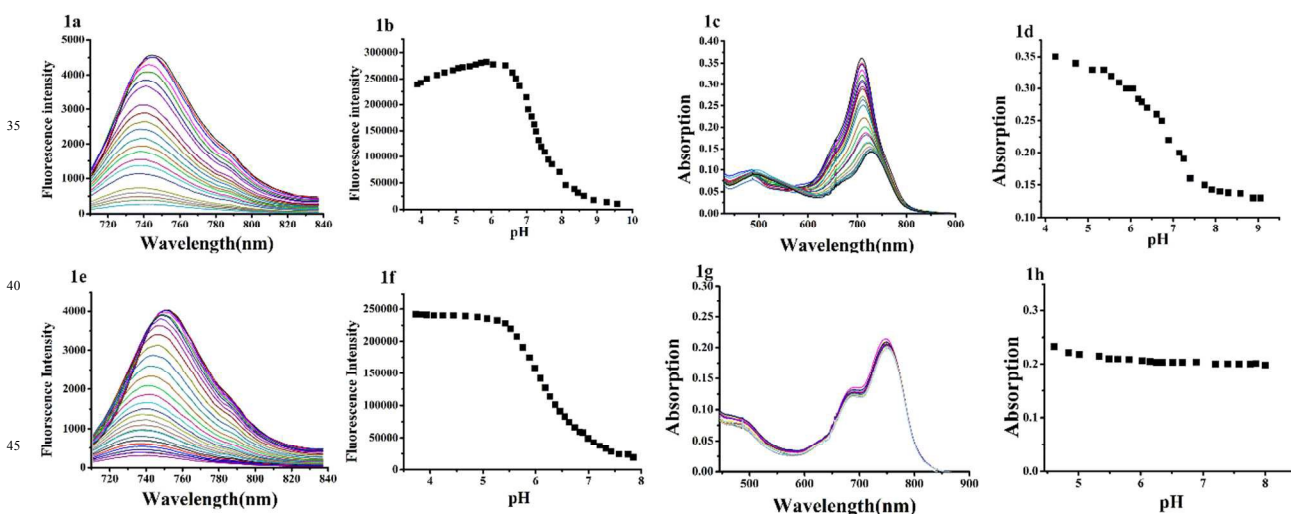 1a
5000
4000
3000
2000
1000
0
720 740 760 780 800 820 840
Wavelength(nm)
Fluorescence intensity
1b
300000
250000
200000
150000
100000
50000
0
4 5 6 7 8 9 10
pH
Fluorescence intensity
1c
0.40
0.35
0.30
0.25
0.20
0.15
0.10
0.05
0.00
500 600 700 800 900
Wavelength(nm)
Absorption
1d
0.35
0.30
0.25
0.20
0.15
0.10
4 5 6 7 8 9
pH
Absorption
35
40
45
1e
4000
3000
2000
1000
0
720 740 760 780 800 820 840
Wavelength(nm)
Fluorscence Intensity
1f
250000
200000
150000
100000
50000
0
4 5 6 7 8
pH
Fluorescence Intensity
1g
0.30
0.25
0.20
0.15
0.10
0.05
0.00
500 600 700 800 900
Wavelength(nm)
Absorption
1h
0.3
0.2
0.1
0.0
5 6 7 8
pH
Absorption